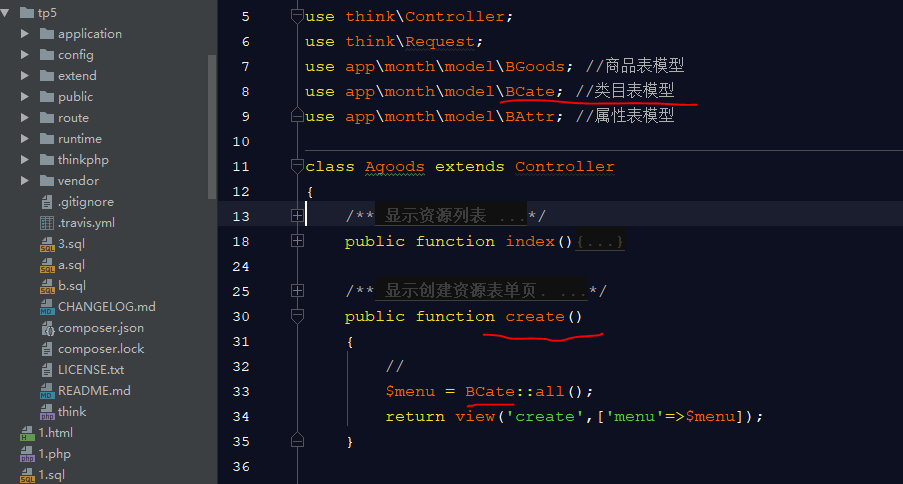 tp5
application
config
extend
public
route
runtime
thinkphp
vendor
.gitignore
.travis.yml
3.sql
a.sql
b.sql
CHANGELOG.md
composer.json
composer.lock
LICENSE.txt
README.md
think
1.html
1.php
1.sql
5 use think\Controller;
6 use think\Request;
7 use app\month\model\BGoods; //商品表模型
8 use app\month\model\BCate; //类目表模型
9 use app\month\model\BAttr; //属性表模型
10
11 class Agoods extends Controller
12 {
13 /** 显示资源列表 ...*/
18 public function index(){...}
24
25 /** 显示创建资源表单页. ...*/
30 public function create()
31 {
32 //
33 $menu = BCate::all();
34 return view('create',['menu'=>$menu]);
35 }
36